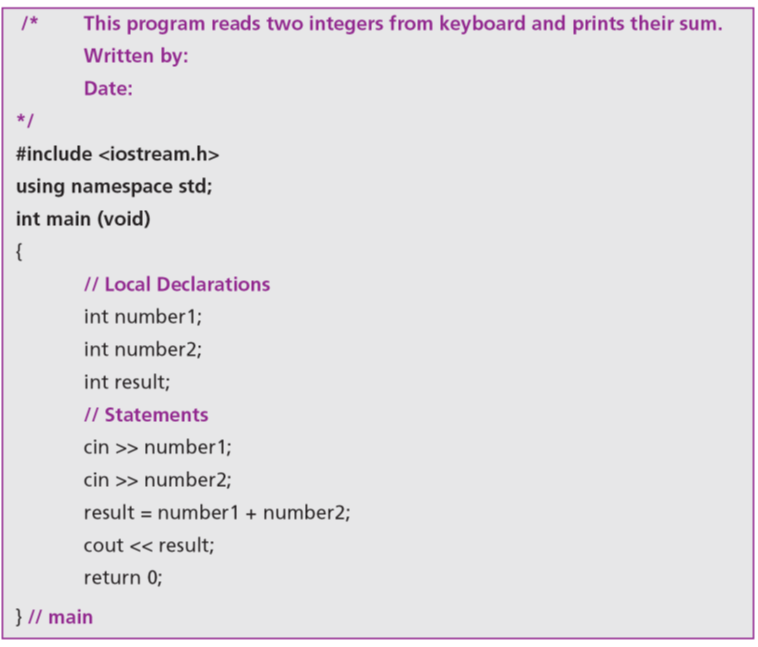 /* This program reads two integers from keyboard and prints their sum.
Written by:
Date:
*/
#include <iostream.h>
using namespace std;
int main (void)
{
// Local Declarations
int number1;
int number2;
int result;
// Statements
cin >> number1;
cin >> number2;
result = number1 + number2;
cout << result;
return 0;
} // main